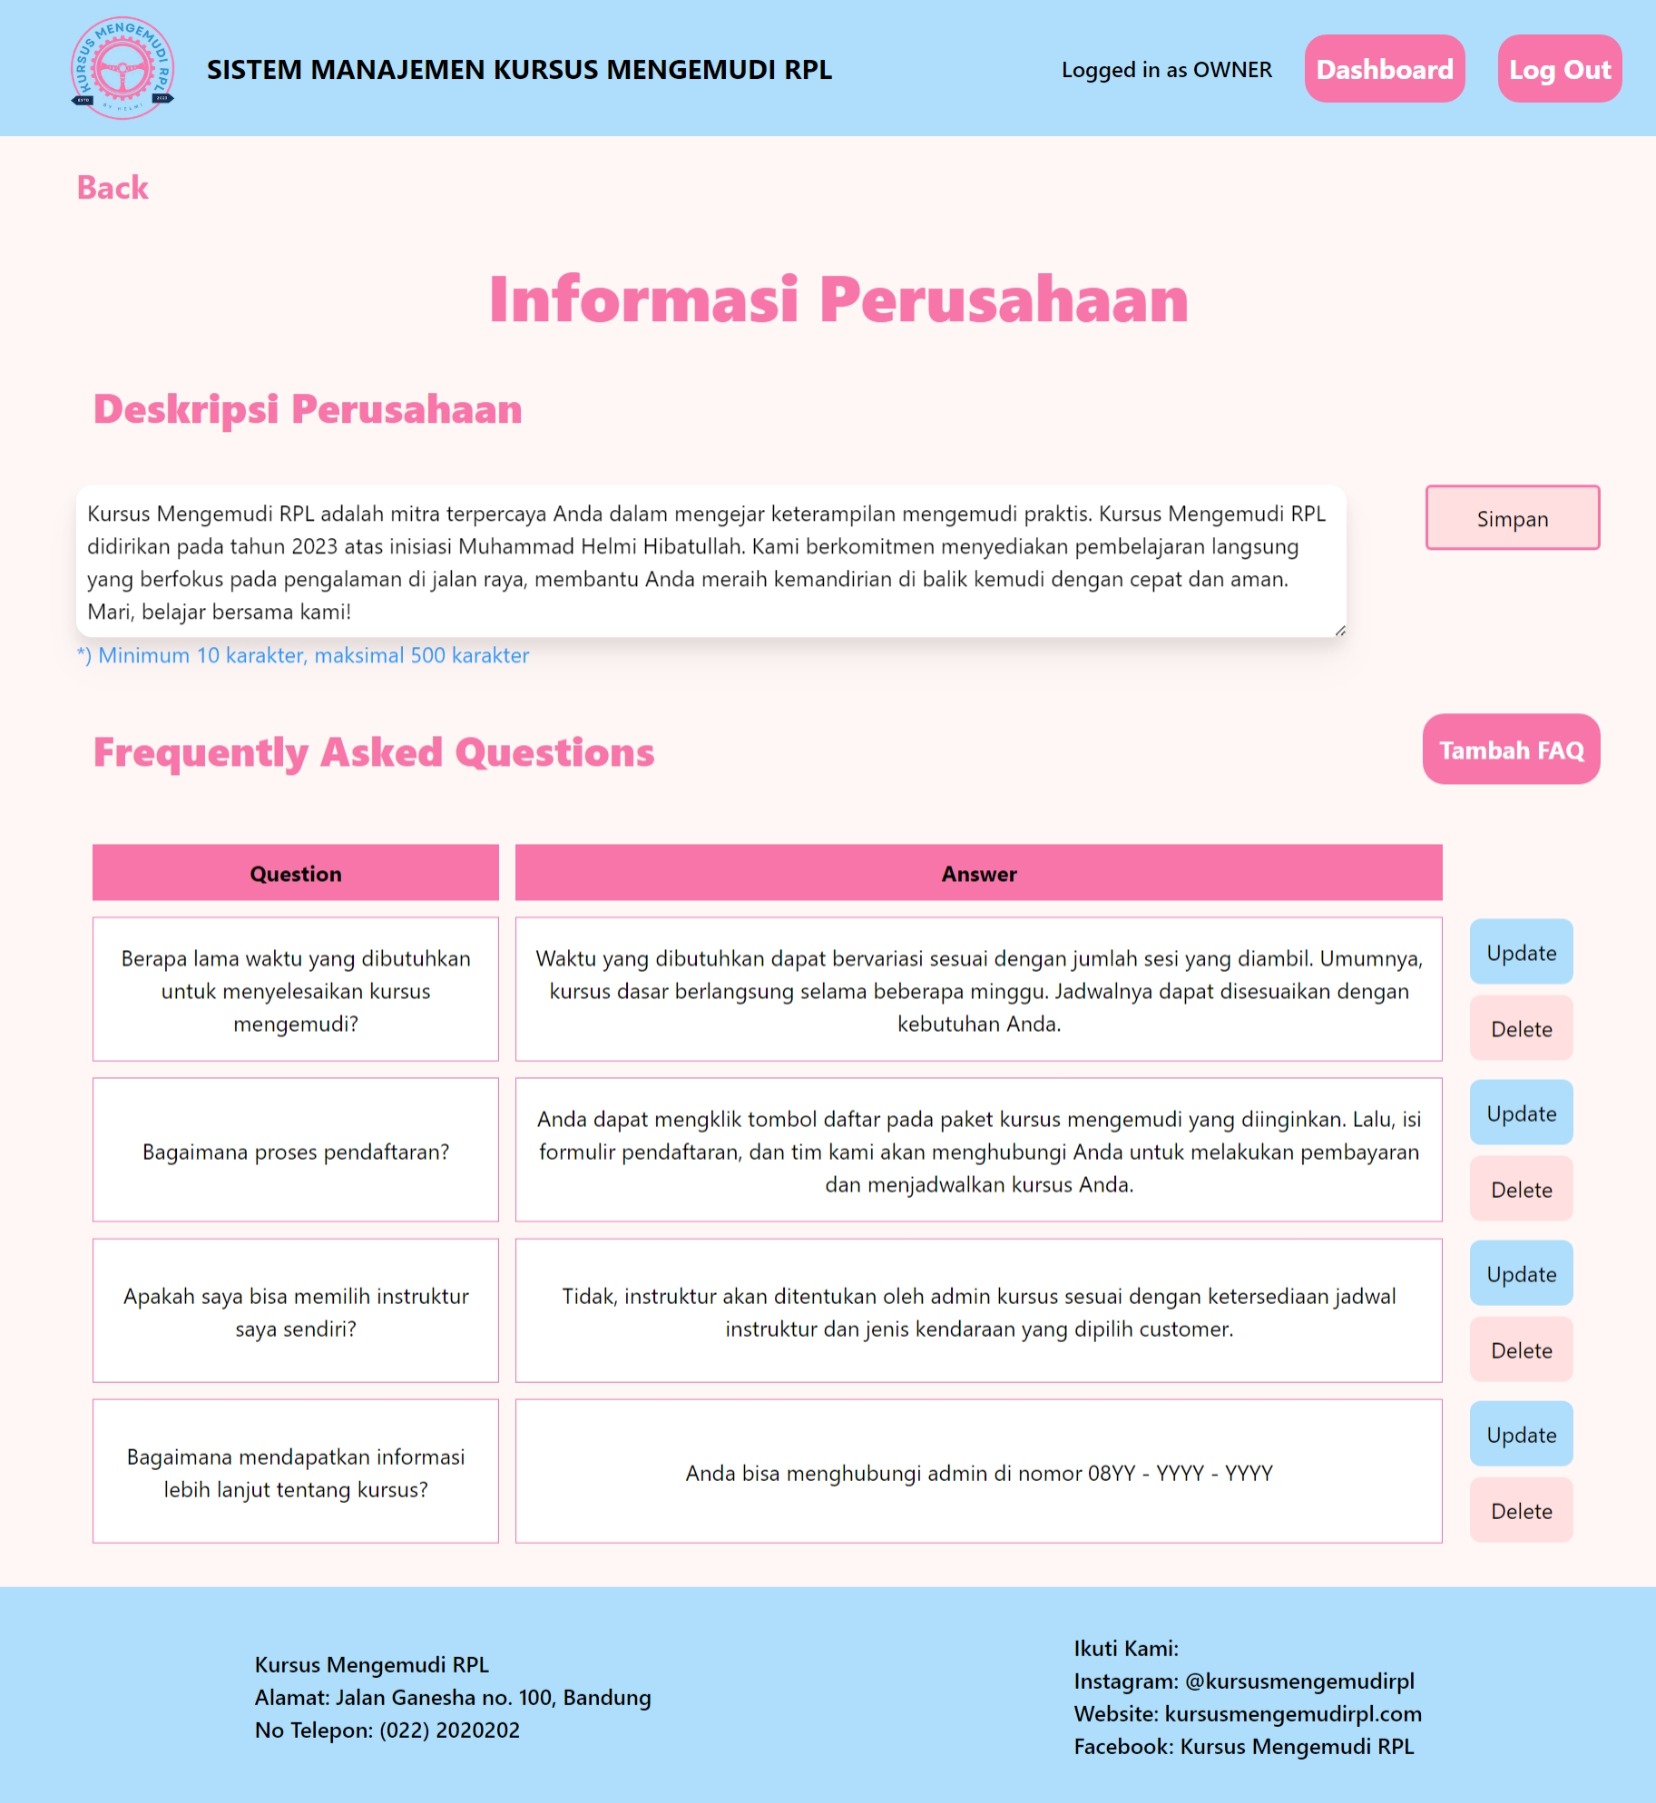 KURSUS MENGEMUDI RPL
BY HELMI
SISTEM MANAJEMEN KURSUS MENGEMUDI RPL
Logged in as OWNER
Dashboard
Log Out
Back
Informasi Perusahaan
Deskripsi Perusahaan
Kursus Mengemudi RPL adalah mitra terpercaya Anda dalam mengejar keterampilan mengemudi praktis. Kursus Mengemudi RPL
didirikan pada tahun 2023 atas inisiasi Muhammad Helmi Hibatullah. Kami berkomitmen menyediakan pembelajaran langsung
yang berfokus pada pengalaman di jalan raya, membantu Anda meraih kemandirian di balik kemudi dengan cepat dan aman.
Mari, belajar bersama kami!
Simpan
*) Minimum 10 karakter, maksimal 500 karakter
Frequently Asked Questions
Tambah FAQ
Question
Answer
Berapa lama waktu yang dibutuhkan
untuk menyelesaikan kursus
mengemudi?
Waktu yang dibutuhkan dapat bervariasi sesuai dengan jumlah sesi yang diambil. Umumnya,
kursus dasar berlangsung selama beberapa minggu. Jadwalnya dapat disesuaikan dengan
kebutuhan Anda.
Update
Delete
Bagaimana proses pendaftaran?
Anda dapat mengklik tombol daftar pada paket kursus mengemudi yang diinginkan. Lalu, isi
formulir pendaftaran, dan tim kami akan menghubungi Anda untuk melakukan pembayaran
dan menjadwalkan kursus Anda.
Update
Delete
Apakah saya bisa memilih instruktur
saya sendiri?
Tidak, instruktur akan ditentukan oleh admin kursus sesuai dengan ketersediaan jadwal
instruktur dan jenis kendaraan yang dipilih customer.
Update
Delete
Bagaimana mendapatkan informasi
lebih lanjut tentang kursus?
Anda bisa menghubungi admin di nomor 08YY - YYYY - YYYY
Update
Delete
Kursus Mengemudi RPL
Alamat: Jalan Ganesha no. 100, Bandung
No Telepon: (022) 2020202
Ikuti Kami:
Instagram: @kursusmengemudirpl
Website: kursusmengemudirpl.com
Facebook: Kursus Mengemudi RPL